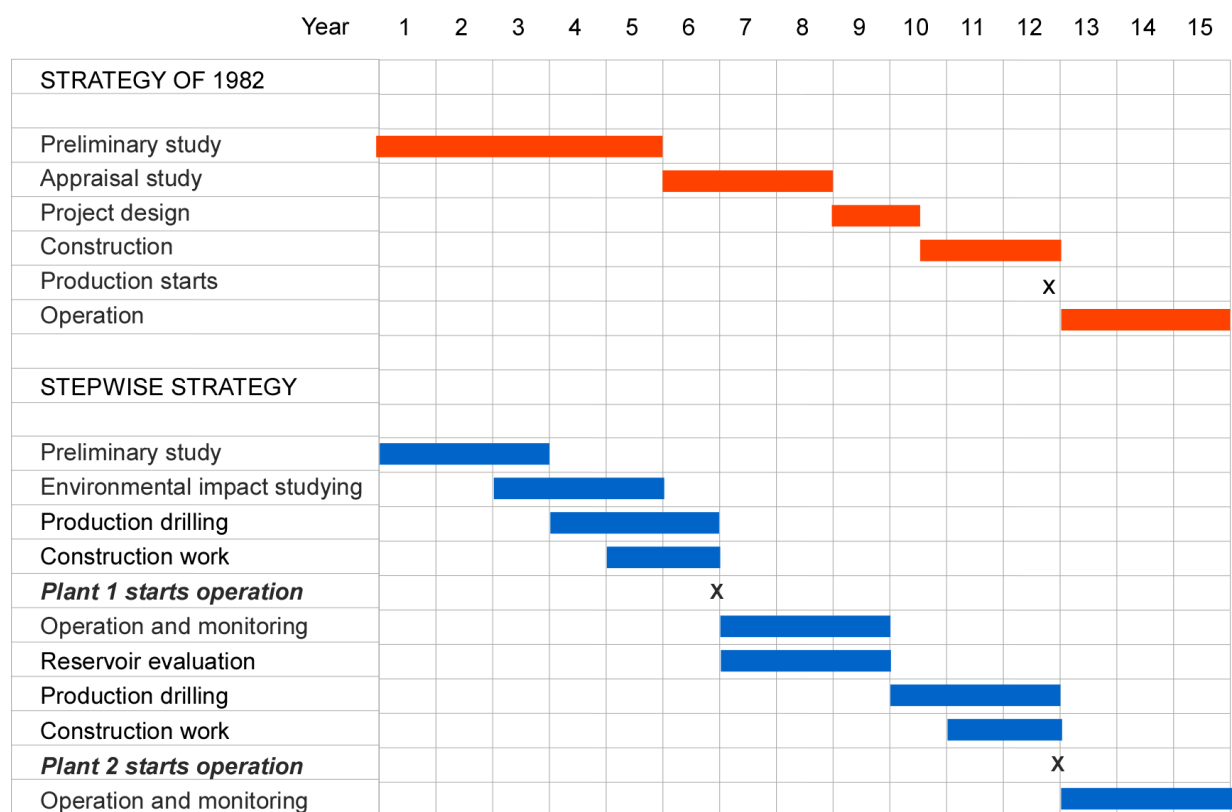 Year 1 2 3 4 5 6 7 8 9 10 11 12 13 14 15
STRATEGY OF 1982
Preliminary study
Appraisal study
Project design
Construction
Production starts x
Operation
STEPWISE STRATEGY
Preliminary study
Environmental impact studying
Production drilling
Construction work
Plant 1 starts operation x
Operation and monitoring
Reservoir evaluation
Production drilling
Construction work
Plant 2 starts operation x
Operation and monitoring